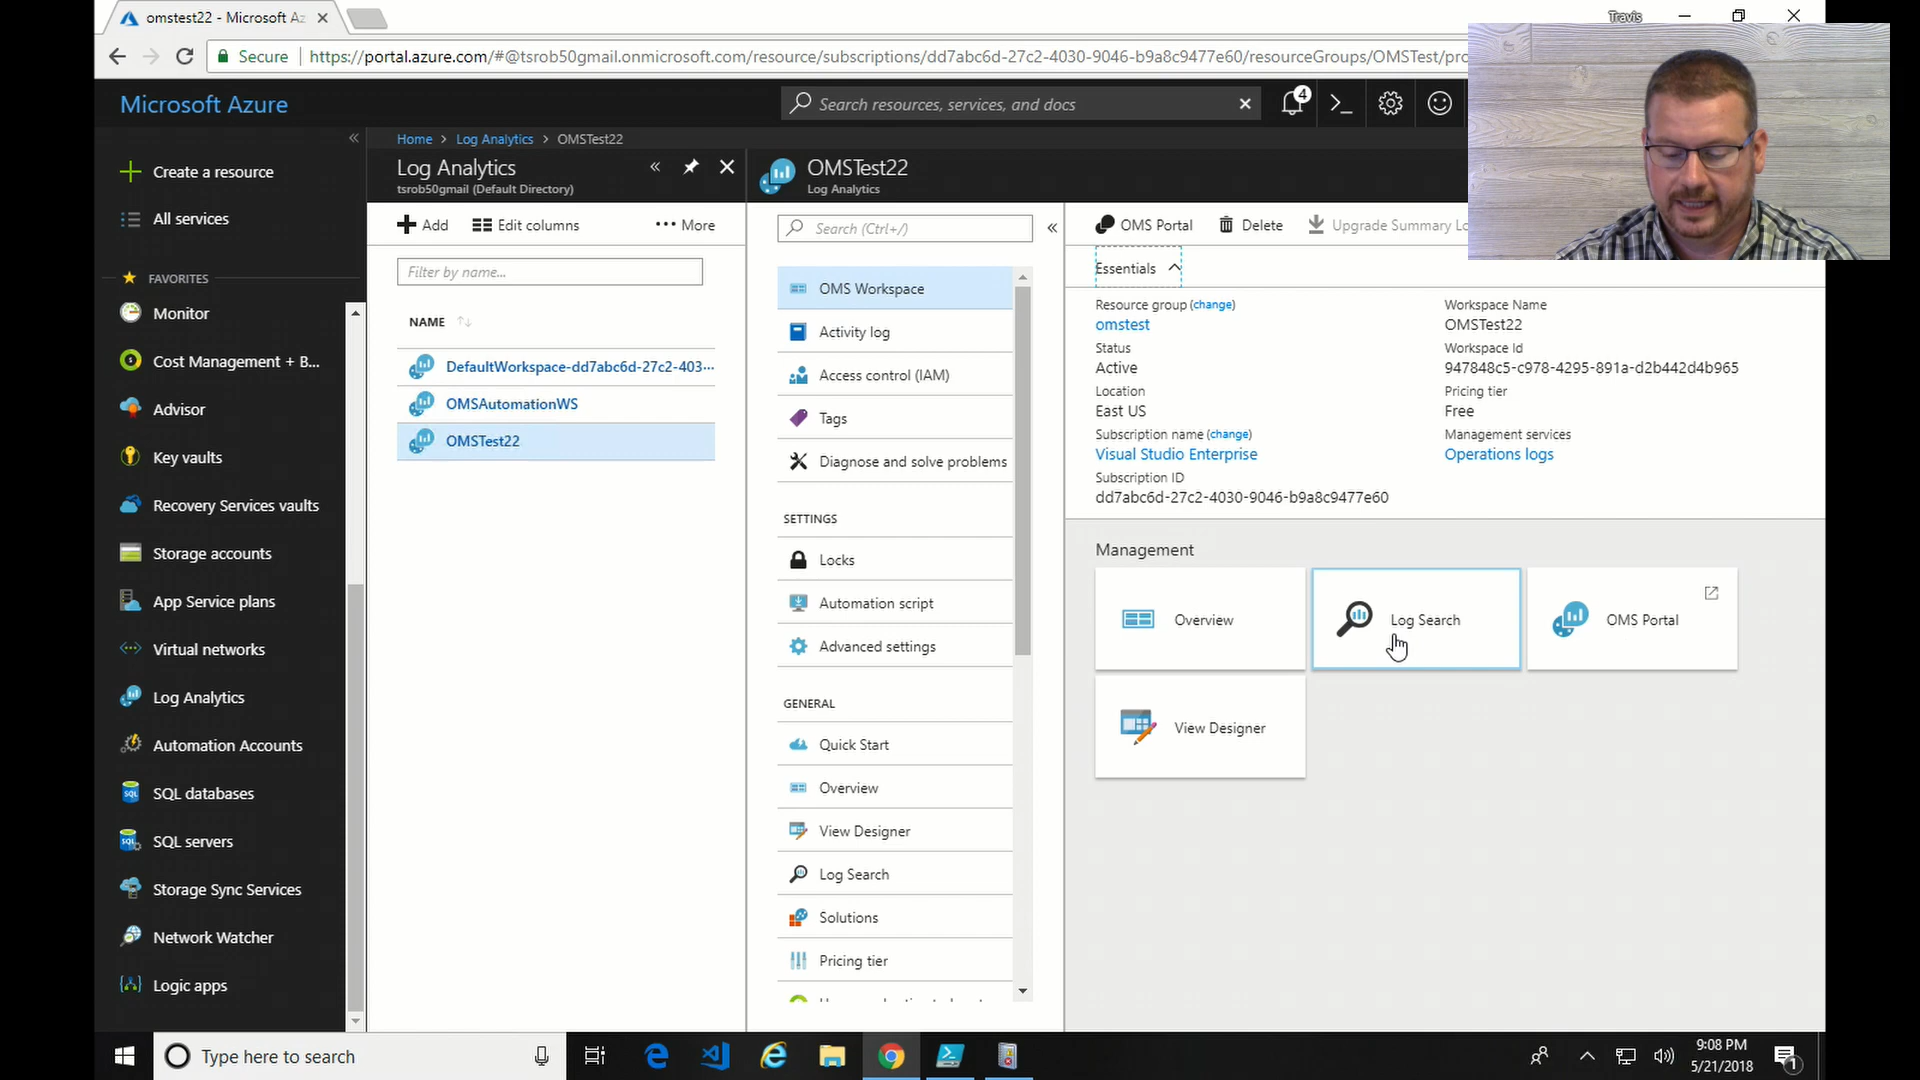 omstest22 - Microsoft Az
Travis
Secure
https://portal.azure.com/#@tsrob50gmail.onmicrosoft.com/resource/subscriptions/dd7abc6d-27c2-4030-9046-b9a8c9477e60/resourceGroups/OMSTest/pro
Microsoft Azure
Search resources, services, and docs
4
Home > Log Analytics > OMSTest22
Create a resource
All services
FAVORITES
Monitor
Cost Management + B...
Advisor
Key vaults
Recovery Services vaults
Storage accounts
App Service plans
Virtual networks
Log Analytics
Automation Accounts
SQL databases
SQL servers
Storage Sync Services
Network Watcher
Logic apps
Log Analytics
tsrob50gmail (Default Directory)
Add
Edit columns
More
Filter by name...
NAME
DefaultWorkspace-dd7abc6d-27c2-403...
OMSAutomationWS
OMSTest22
OMSTest22
Log Analytics
Search (Ctrl+/)
OMS Workspace
Activity log
Access control (IAM)
Tags
Diagnose and solve problems
SETTINGS
Locks
Automation script
Advanced settings
GENERAL
Quick Start
Overview
View Designer
Log Search
Solutions
Pricing tier
OMS Portal
Delete
Upgrade Summary Lo
Essentials
Resource group (change)
omstest
Status
Active
Location
East US
Subscription name (change)
Visual Studio Enterprise
Subscription ID
dd7abc6d-27c2-4030-9046-b9a8c9477e60
Workspace Name
OMSTest22
Workspace Id
947848c5-c978-4295-891a-d2b442d4b965
Pricing tier
Free
Management services
Operations logs
Management
Overview
Log Search
OMS Portal
View Designer
Type here to search
9:08 PM
5/21/2018
1